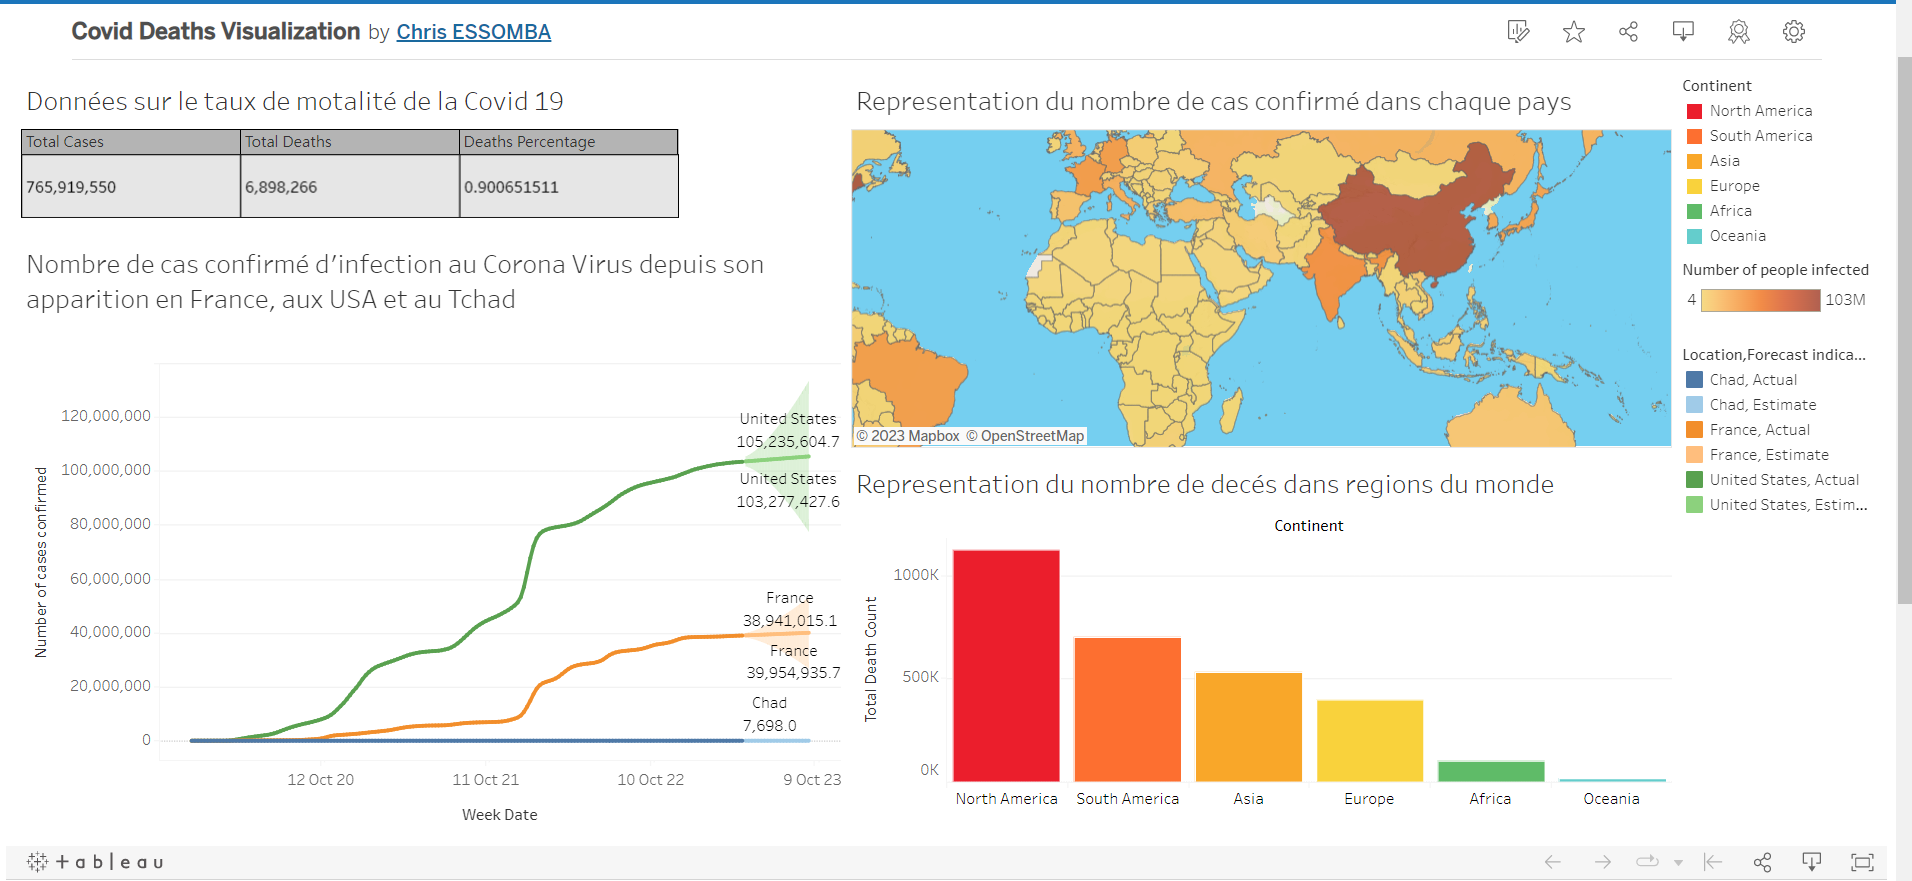 Covid Deaths Visualization by Chris ESSOMBA
Données sur le taux de motalité de la Covid 19
Total Cases Total Deaths Deaths Percentage
765,919,550 6,898,266 0.900651511
Nombre de cas confirmé d'infection au Corona Virus depuis son
apparition en France, aux USA et au Tchad
Number of cases confirmed
120,000,000
100,000,000
80,000,000
60,000,000
40,000,000
20,000,000
0
United States
105,235,604.7
United States
103,277,427.6
France
38,941,015.1
France
39,954,935.7
Chad
7,698.0
12 Oct 20 11 Oct 21 10 Oct 22 9 Oct 23
Week Date
Representation du nombre de cas confirmé dans chaque pays
© 2023 Mapbox © OpenStreetMap
Representation du nombre de decés dans regions du monde
Continent
Total Death Count
1000K
500K
0K
North America South America Asia Europe Africa Oceania
Continent
North America
South America
Asia
Europe
Africa
Oceania
Number of people infected
4 103M
Location,Forecast indica...
Chad, Actual
Chad, Estimate
France, Actual
France, Estimate
United States, Actual
United States, Estim...
+ a b | e a u